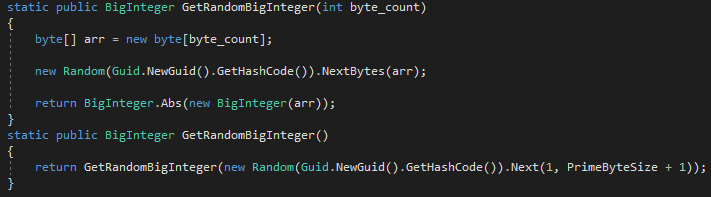 static public BigInteger GetRandomBigInteger(int byte_count)
{
byte[] arr = new byte[byte_count];
new Random(Guid.NewGuid().GetHashCode()).NextBytes(arr);
return BigInteger.Abs(new BigInteger(arr));
}
static public BigInteger GetRandomBigInteger()
{
return GetRandomBigInteger(new Random(Guid.NewGuid().GetHashCode()).Next(1, PrimeByteSize + 1));
}